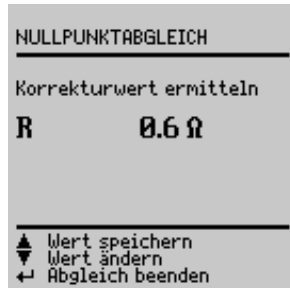 NULLPUNKTABGLEICH
Korrekturwert ermitteln
R 0.6 Ω
▲ Wert speichern
▼ Wert ändern
↵ Abgleich beenden